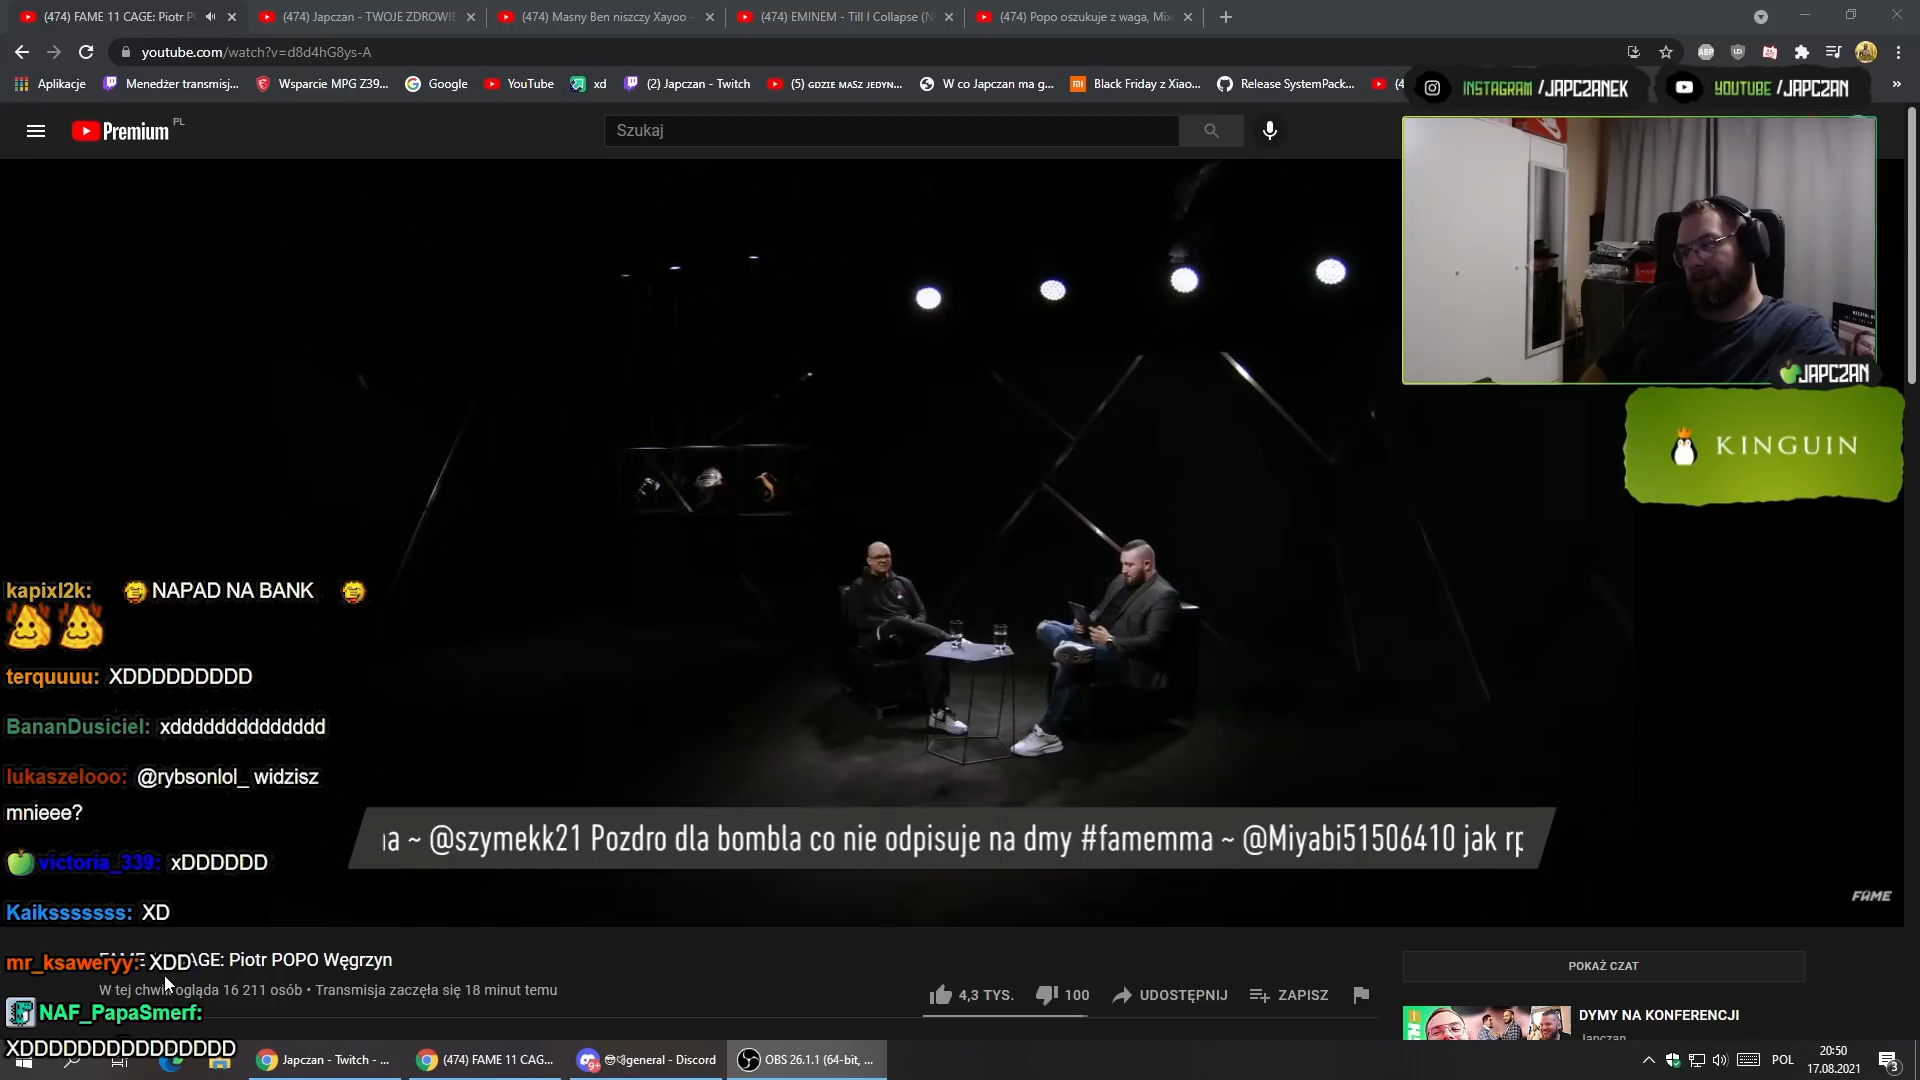 (474) FAME 11 CAGE: Piotr P
(474) Japczan - TWOJE ZDROWIE
(474) Masny Ben niszczy Xayoo -
(474) EMINEM - Till I Collapse (N
(474) Popo oszukuje z waga, Mix
youtube.com/watch?v=d8d4hG8ys-A
Aplikacje
Menedżer transmisj...
Wsparcie MPG Z39...
Google
YouTube
xd
(2) Japczan - Twitch
(5) GDZIE MASZ JEDYN...
W co Japczan ma g...
Black Friday z Xiao...
Release SystemPack...
(4
INSTAGRAM /JAPCZANEK
YOUTUBE /JAPCZAN
Premium PL
Szukaj
JAPCZAN
KINGUIN
kapixl2k: NAPAD NA BANK
terquuuu: XDDDDDDDDD
BananDusiciel: xdddddddddddddd
lukaszelooo: @rybsonlol_ widzisz
mnieee?
victoria_339: xDDDDDD
Kaiksssssss: XD
mr_ksaweryy: XDD
NAF_PapaSmerf:
XDDDDDDDDDDDDDDD
~ @szymekk21 Pozdro dla bombla co nie odpisuje na dmy #famemma ~ @Miyabi51506410 jak rp
FAME
AGE: Piotr POPO Węgrzyn
W tej chwili ogląda 16 211 osób • Transmisja zaczęła się 18 minut temu
4,3 TYS.
100
UDOSTĘPNIJ
ZAPISZ
POKAŻ CZAT
DYMY NA KONFERENCJI
Japczan
Japczan - Twitch - ...
(474) FAME 11 CAG...
general - Discord
OBS 26.1.1 (64-bit, ...
POL
20:50
17.08.2021
3